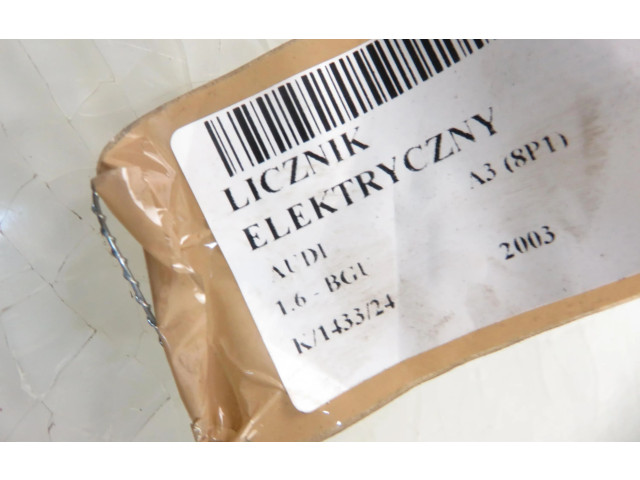 LICZNIK
ELEKTRYCZNY
AUDI A3 (8P1)
1.6 - BGU 2003
K/1433/24